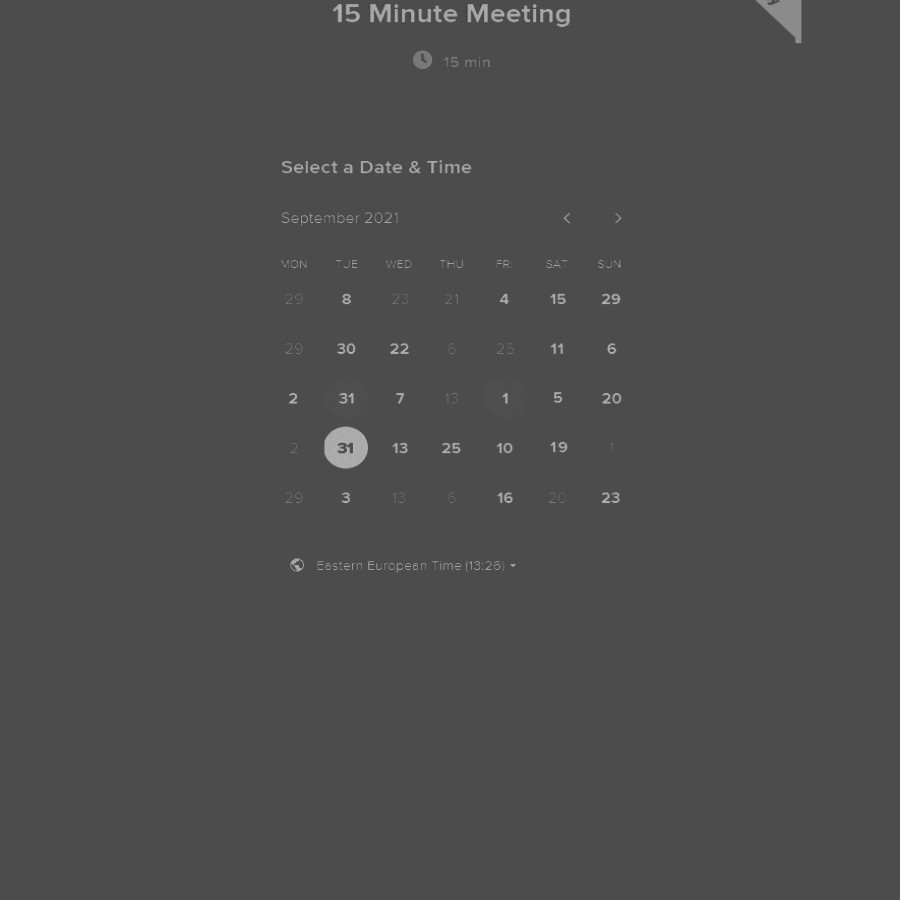 15 Minute Meeting
15 min
Select a Date & Time
September 2021
MON TUE WED THU FRI SAT SUN
29 8 23 21 4 15 29
29 30 22 6 25 11 6
2 31 7 13 1 5 20
2 31 13 25 10 19 1
29 3 13 6 16 20 23
Eastern European Time (13:26)